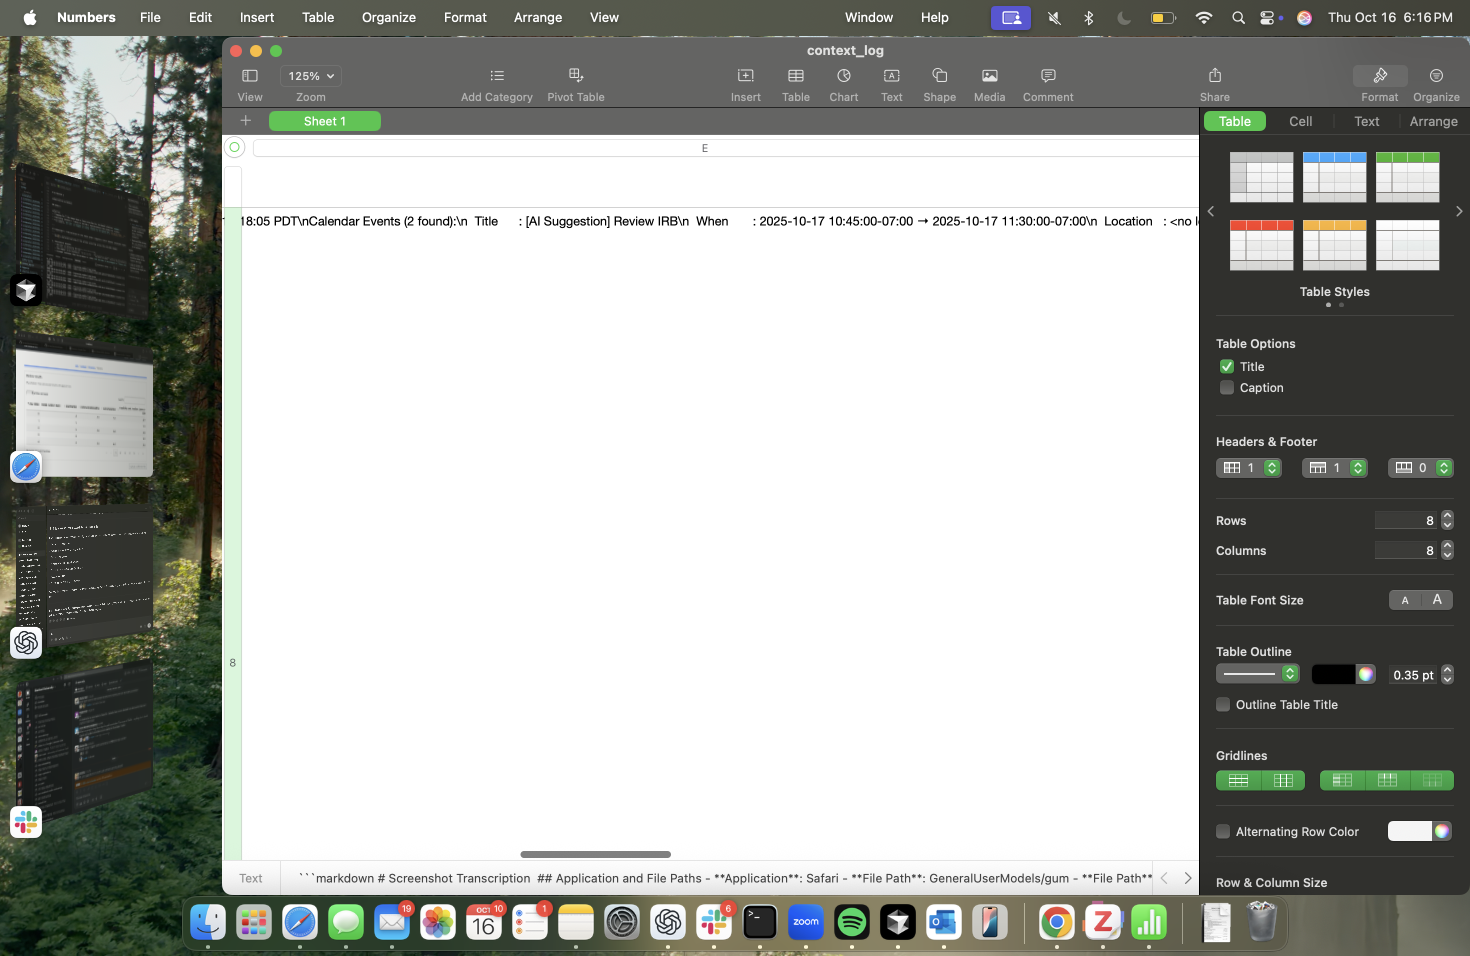 Numbers File Edit Insert Table Organize Format Arrange View Window Help Thu Oct 16 6:16 PM
context_log
125%
View Zoom Add Category Pivot Table Insert Table Chart Text Shape Media Comment Share Format Organize
Sheet 1
Table Cell Text Arrange
E
18:05 PDT\nCalendar Events (2 found):\n Title : [AI Suggestion] Review IRB\n When : 2025-10-17 10:45:00-07:00 → 2025-10-17 11:30:00-07:00\n Location : <no l
8
Table Styles
Table Options
Title
Caption
Headers & Footer
1 1 0
Rows 8
Columns 8
Table Font Size A A
Table Outline
0.35 pt
Outline Table Title
Gridlines
Alternating Row Color
Row & Column Size
Text ```markdown # Screenshot Transcription ## Application and File Paths - **Application**: Safari - **File Path**: GeneralUserModels/gum - **File Path**
19 OCT 10 16 1 6 >_ zoom Z